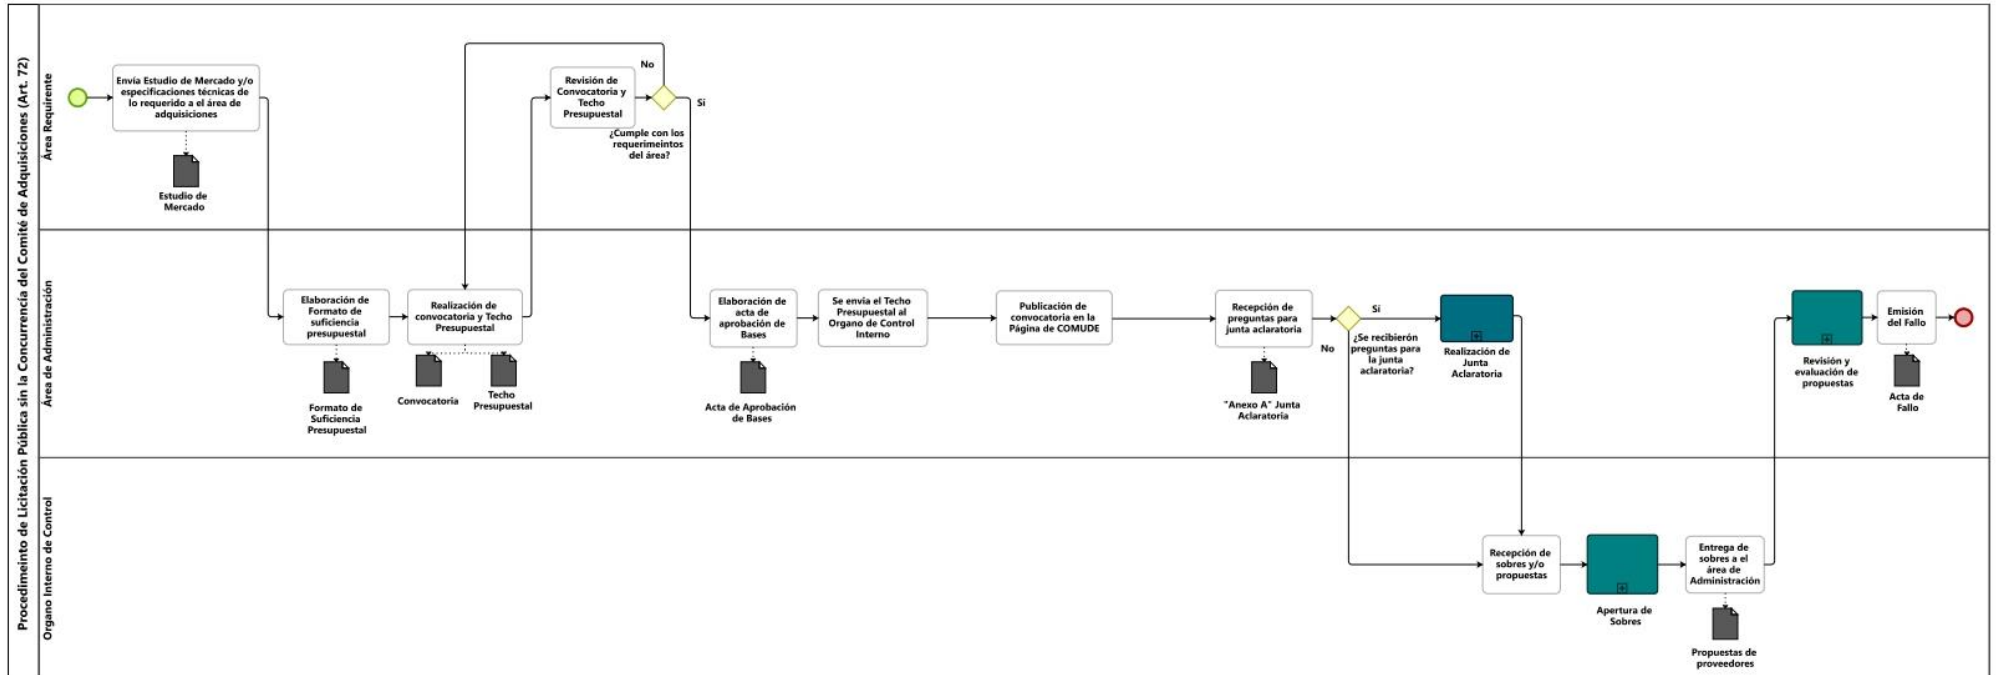 Procedimeinto de Licitación Pública sin la Concurrencía del Comité de Adquisiciones (Art. 72)
Área Requirente
Envía Estudio de Mercado y/o
especificaciones técnicas de
lo requerido a el área de
adquisiciones
Estudio de
Mercado
Revisión de
Convocatoria y
Techo
Presupuestal
No
Sí
¿Cumple con los
requerimeintos
del área?
Área de Administración
Elaboración de
Formato de
suficiencia
presupuestal
Formato de
Suficiencia
Presupuestal
Realización de
convocatoria y Techo
Presupuestal
Convocatoria
Techo
Presupuestal
Elaboración de
acta de
aprobación de
Bases
Acta de Aprobación
de Bases
Se envia el Techo
Presupuestal al
Organo de Control
Interno
Publicación de
convocatoria en la
Página de COMUDE
Recepción de
preguntas para
junta aclaratoria
"Anexo A" Junta
Aclaratoria
Sí
No
¿Se recibierón
preguntas para
la junta
aclaratoria?
Realización de
Junta
Aclaratoria
Revisión y
evaluación de
propuestas
Emisión
del Fallo
Acta de
Fallo
Organo Interno de Control
Recepción de
sobres y/o
propuestas
Apertura de
Sobres
Entrega de
sobres a el
área de
Administración
Propuestas de
proveedores